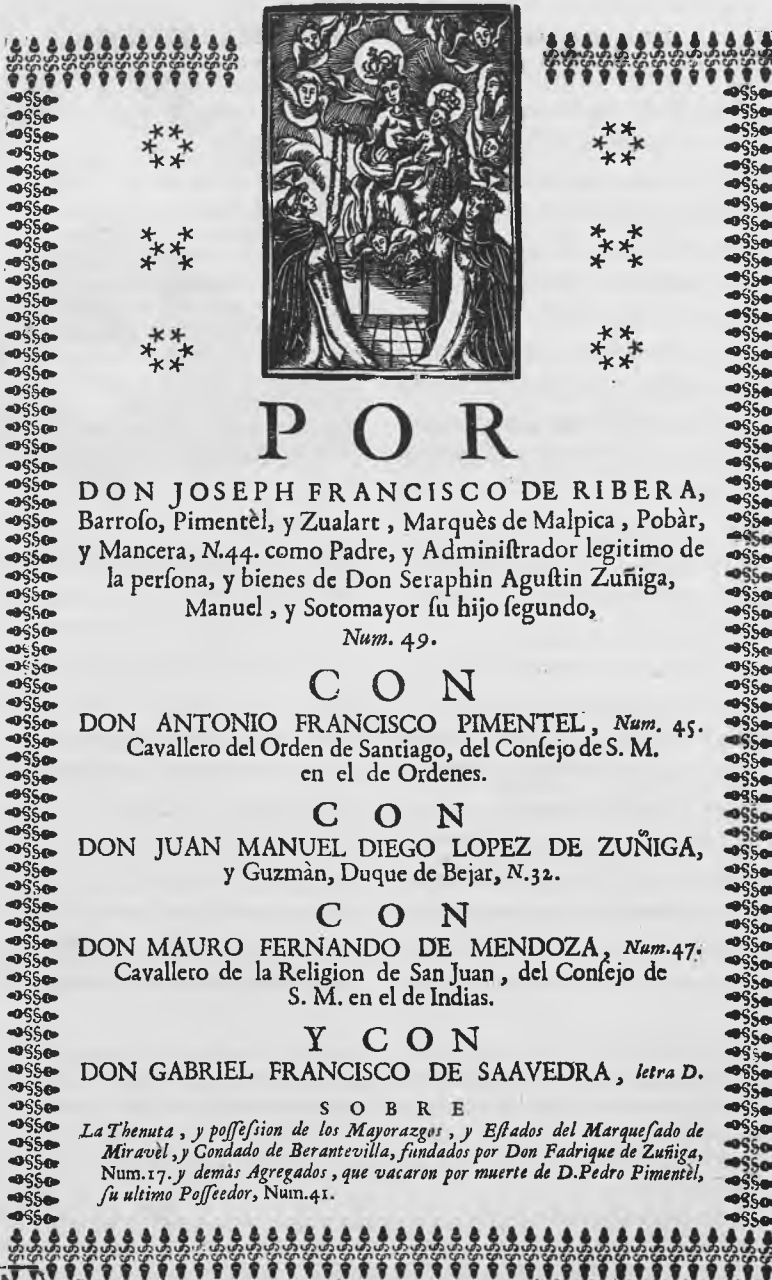 POR
DON JOSEPH FRANCISCO DE RIBERA,
Barroſo, Pimentèl, y Zualart, Marquès de Malpica, Pobàr,
y Mancera, N.44. como Padre, y Adminiſtrador legitimo de
la perſona, y bienes de Don Seraphin Aguſtin Zuñiga,
Manuel, y Sotomayor ſu hijo ſegundo,
Num. 49.
CON
DON ANTONIO FRANCISCO PIMENTEL, Num. 45.
Cavallero del Orden de Santiago, del Conſejo de S. M.
en el de Ordenes.
CON
DON JUAN MANUEL DIEGO LOPEZ DE ZUÑIGA,
y Guzmàn, Duque de Bejar, N.32.
CON
DON MAURO FERNANDO DE MENDOZA, Num.47.
Cavallero de la Religion de San Juan, del Conſejo de
S. M. en el de Indias.
Y CON
DON GABRIEL FRANCISCO DE SAAVEDRA, letra D.
SOBRE
La Thenuta, y poſſeſsion de los Mayorazgos, y Eſtados del Marqueſado de
Miravèl, y Condado de Berantevilla, fundados por Don Fadrique de Zuñiga,
Num.17. y demàs Agregados, que vacaron por muerte de D.Pedro Pimentèl,
ſu ultimo Poſſeedor, Num.41.